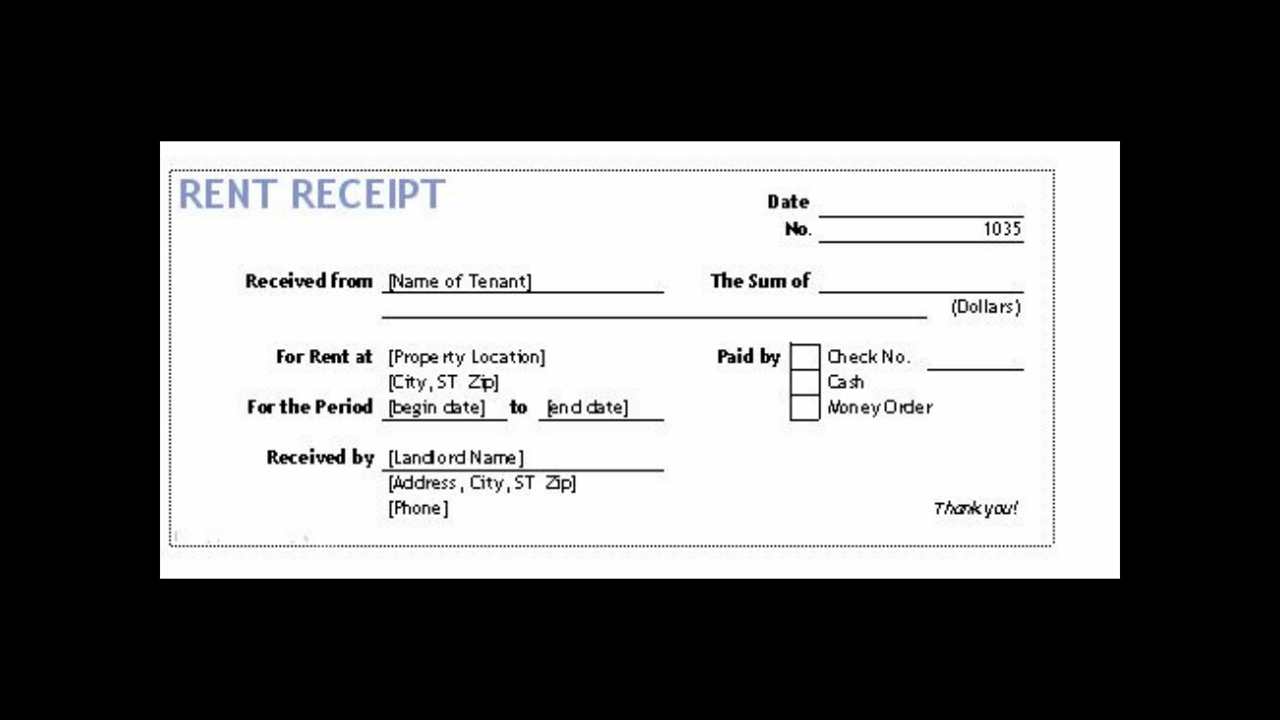 RENT RECEIPT
Date
No. 1035
Received from [Name of Tenant] The Sum of
(Dollars)
For Rent at [Property Location] Paid by Check No.
[City, ST Zip] Cash
For the Period [begin date] to [end date] Money Order
Received by [Landlord Name]
[Address, City, ST Zip]
[Phone] Thank you!